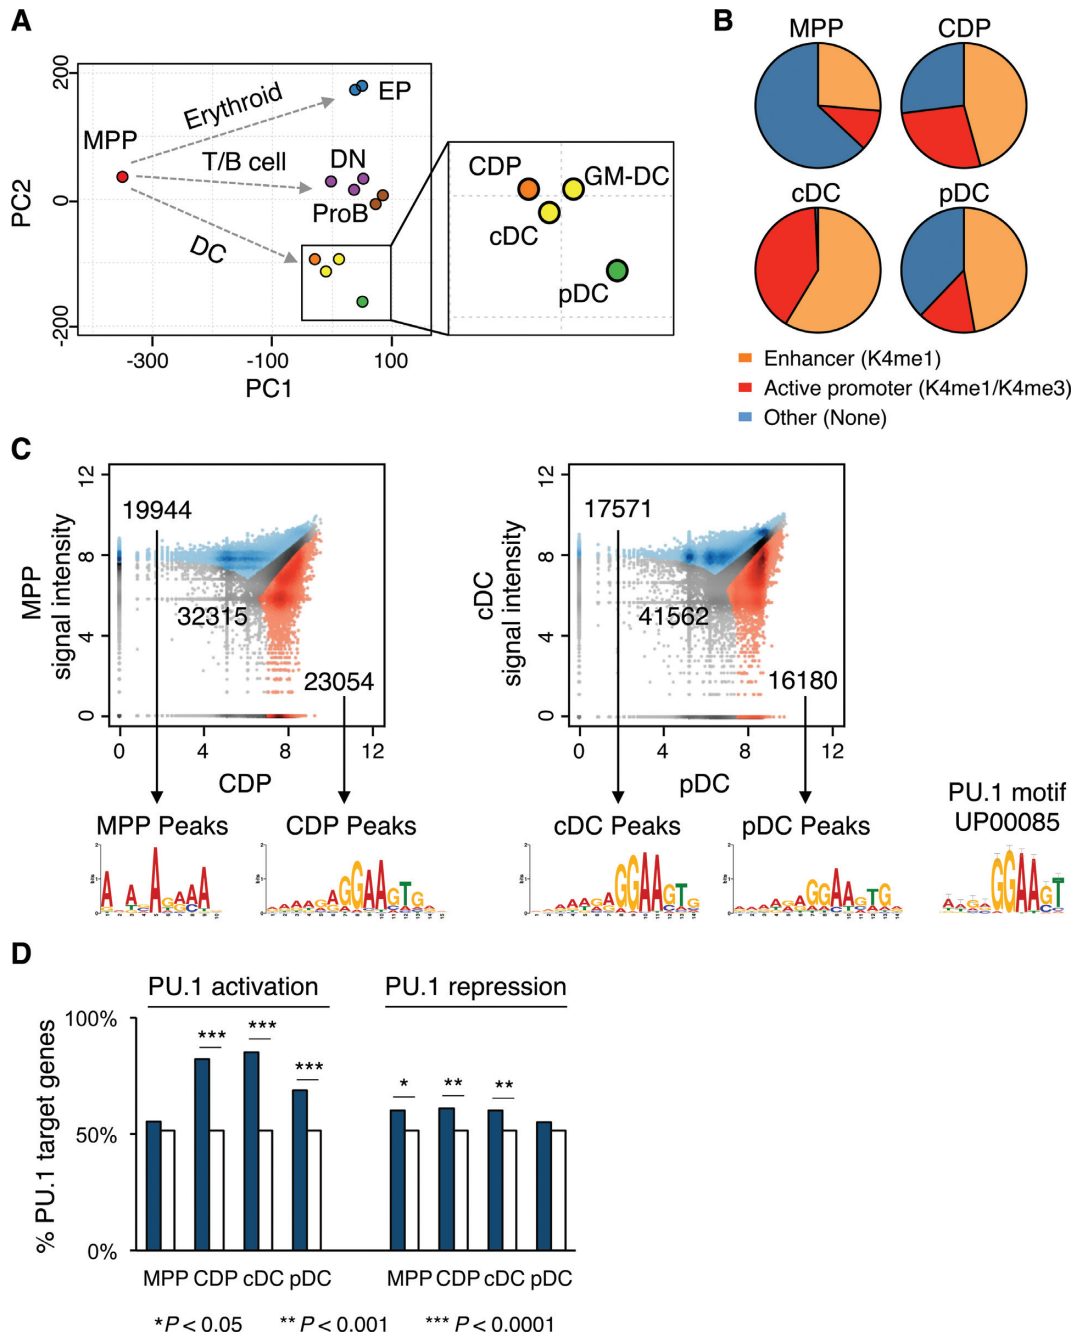 A
200
0
-200
PC2
MPP
Erythroid
EP
T/B cell
DN
ProB
DC
-300
-100
100
PC1
CDP
GM-DC
cDC
pDC
B
MPP
CDP
cDC
pDC
Enhancer (K4me1)
Active promoter (K4me1/K4me3)
Other (None)
C
12
8
4
0
MPP
signal intensity
19944
32315
23054
0
4
8
12
CDP
12
8
4
0
cDC
signal intensity
17571
41562
16180
0
4
8
12
pDC
MPP Peaks
CDP Peaks
cDC Peaks
pDC Peaks
PU.1 motif
UP00085
D
PU.1 activation
PU.1 repression
% PU.1 target genes
100%
50%
0%
***
***
***
*
**
**
MPP CDP cDC pDC
MPP CDP cDC pDC
*P < 0.05
** P < 0.001
*** P < 0.0001